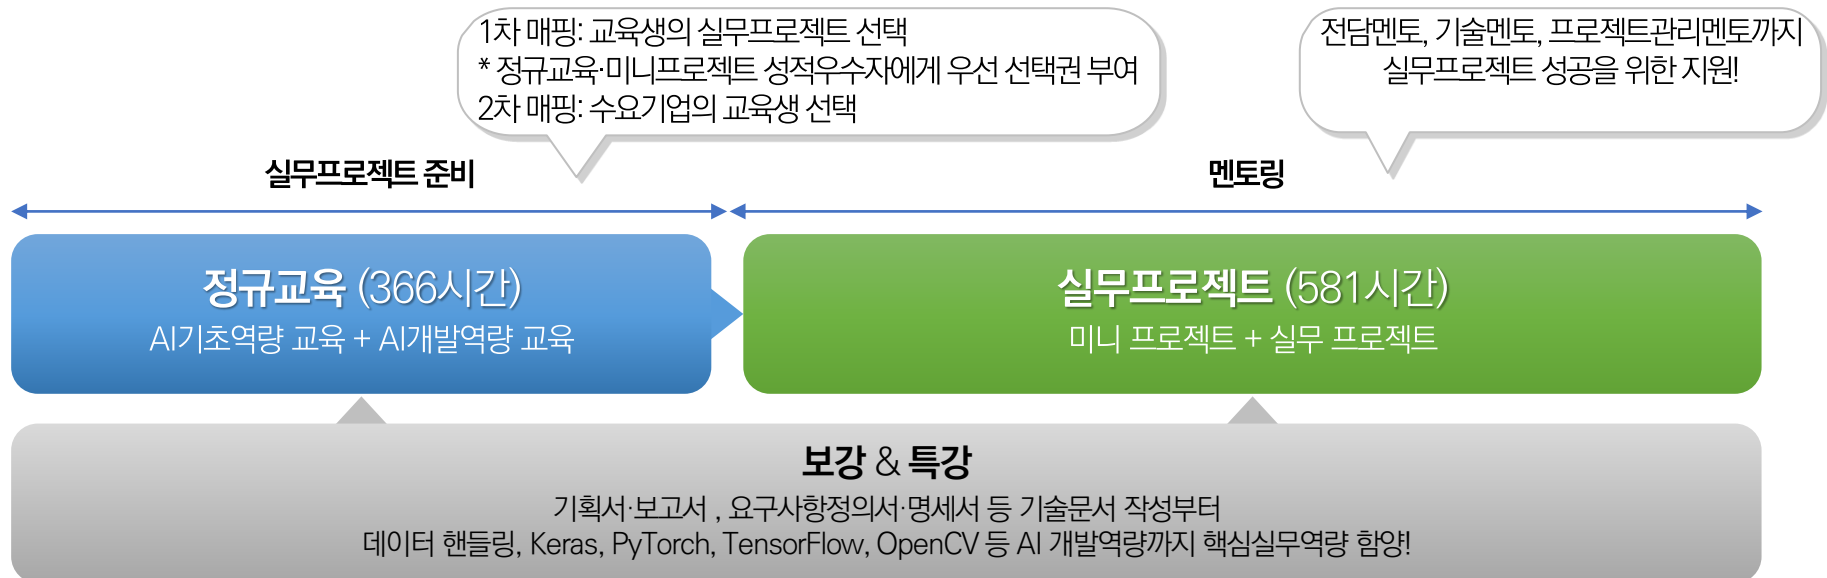 1차 매핑: 교육생의 실무프로젝트 선택
* 정규교육·미니프로젝트 성적우수자에게 우선 선택권 부여
2차 매핑: 수요기업의 교육생 선택
전담멘토, 기술멘토, 프로젝트관리멘토까지
실무프로젝트 성공을 위한 지원!
실무프로젝트 준비
멘토링
정규교육 (366시간)
AI기초역량 교육 + AI개발역량 교육
실무프로젝트 (581시간)
미니 프로젝트 + 실무 프로젝트
보강 & 특강
기획서·보고서 , 요구사항정의서·명세서 등 기술문서 작성부터
데이터 핸들링, Keras, PyTorch, TensorFlow, OpenCV 등 AI 개발역량까지 핵심실무역량 함양!